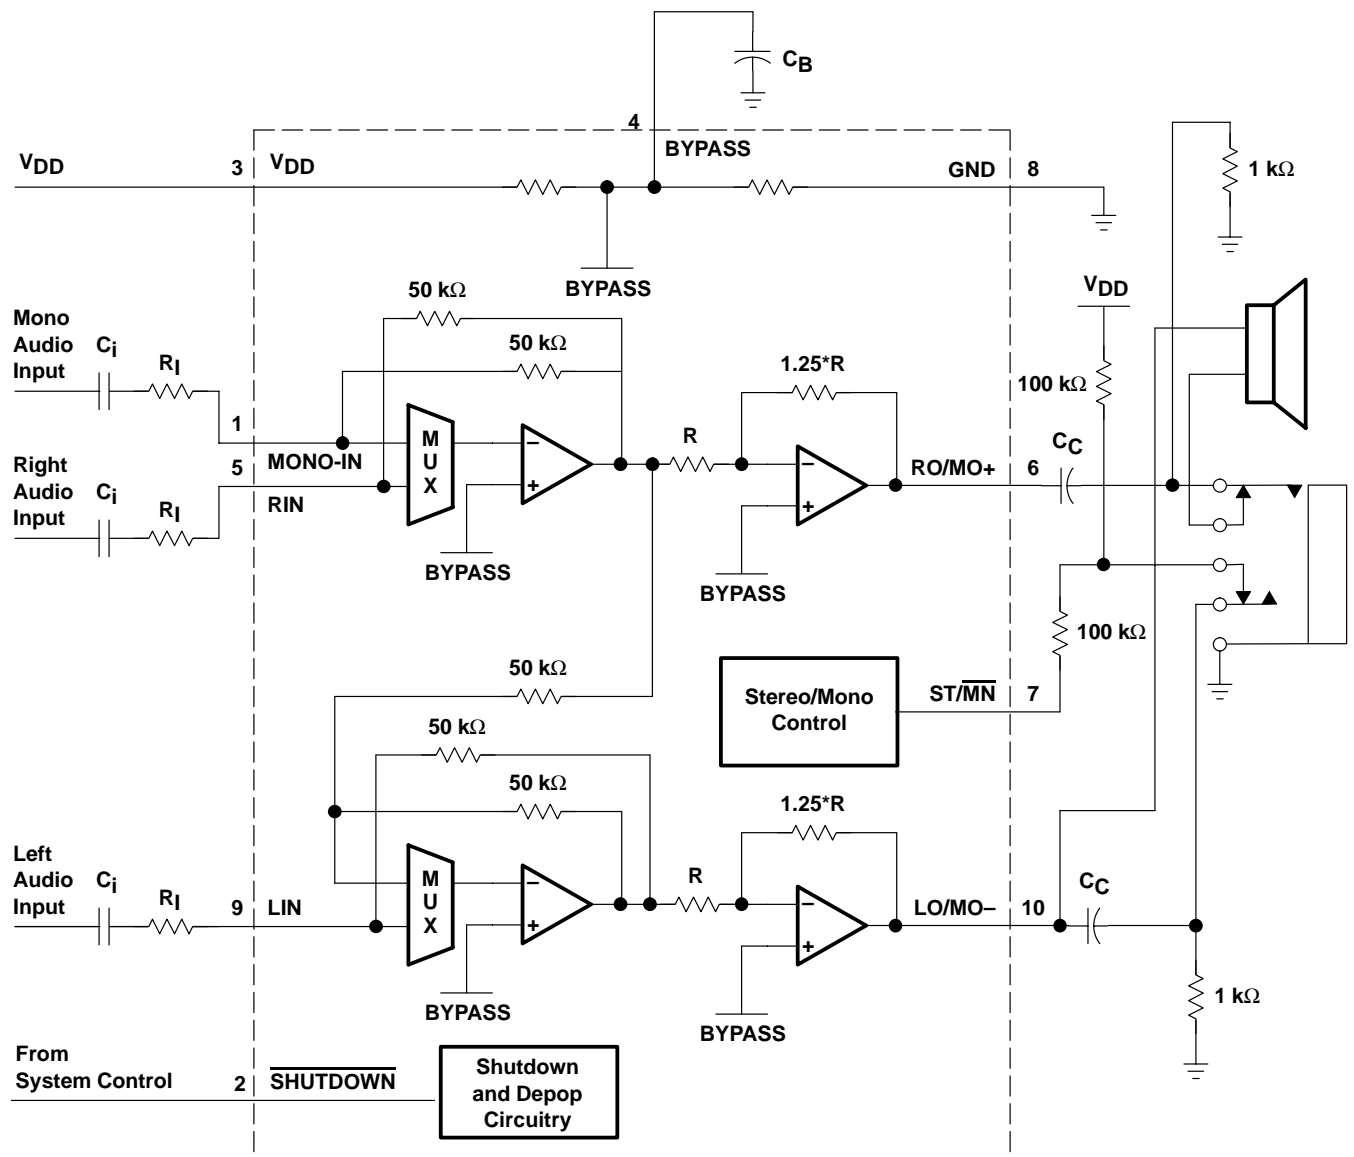 CB
4
BYPASS
VDD
3
VDD
GND
8
1 kΩ
BYPASS
VDD
50 kΩ
Mono
Audio
Input
Ci
RI
50 kΩ
1.25*R
100 kΩ
1
MONO-IN
M
U
X
−
+
R
−
+
RO/MO+
6
CC
Right
Audio
Input
Ci
RI
5
RIN
BYPASS
BYPASS
100 kΩ
50 kΩ
Stereo/Mono
Control
ST/MN
7
50 kΩ
50 kΩ
1.25*R
Left
Audio
Input
Ci
RI
9
LIN
M
U
X
−
+
R
−
+
LO/MO–
10
CC
1 kΩ
BYPASS
BYPASS
From
System Control
2
SHUTDOWN
Shutdown
and Depop
Circuitry